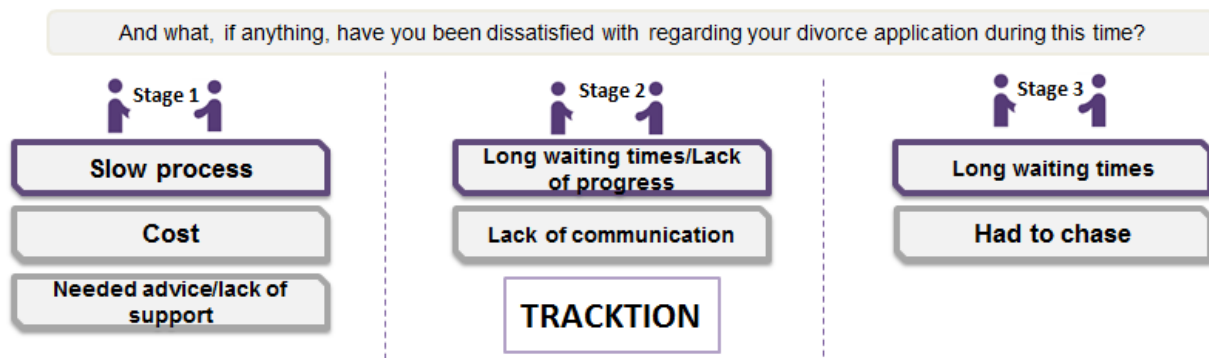 And what, if anything, have you been dissatisfied with regarding your divorce application during this time?
Stage 1
Slow process
Cost
Needed advice/lack of
support
Stage 2
Long waiting times/Lack
of progress
Lack of communication
TRACKTION
Stage 3
Long waiting times
Had to chase